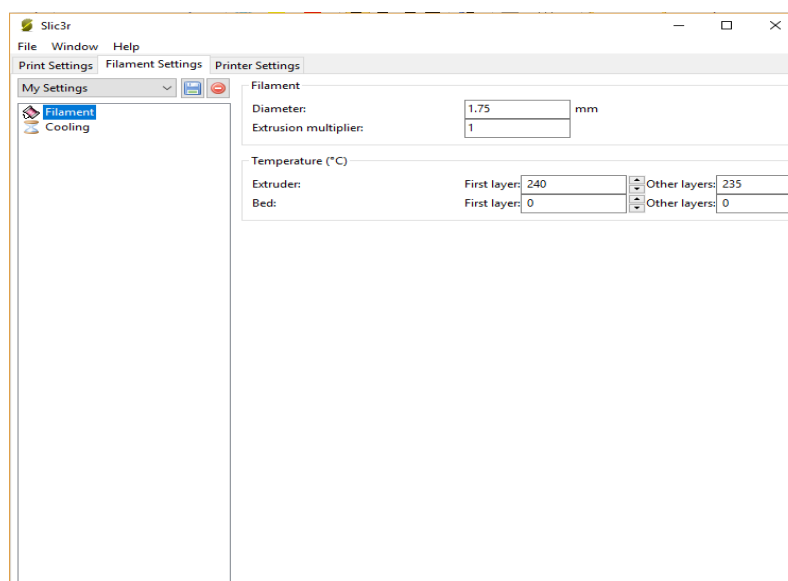 Slic3r
File Window Help
Print Settings Filament Settings Printer Settings
My Settings
Filament
Cooling
Filament
Diameter: 1.75 mm
Extrusion multiplier: 1
Temperature (°C)
Extruder: First layer: 240 Other layers: 235
Bed: First layer: 0 Other layers: 0